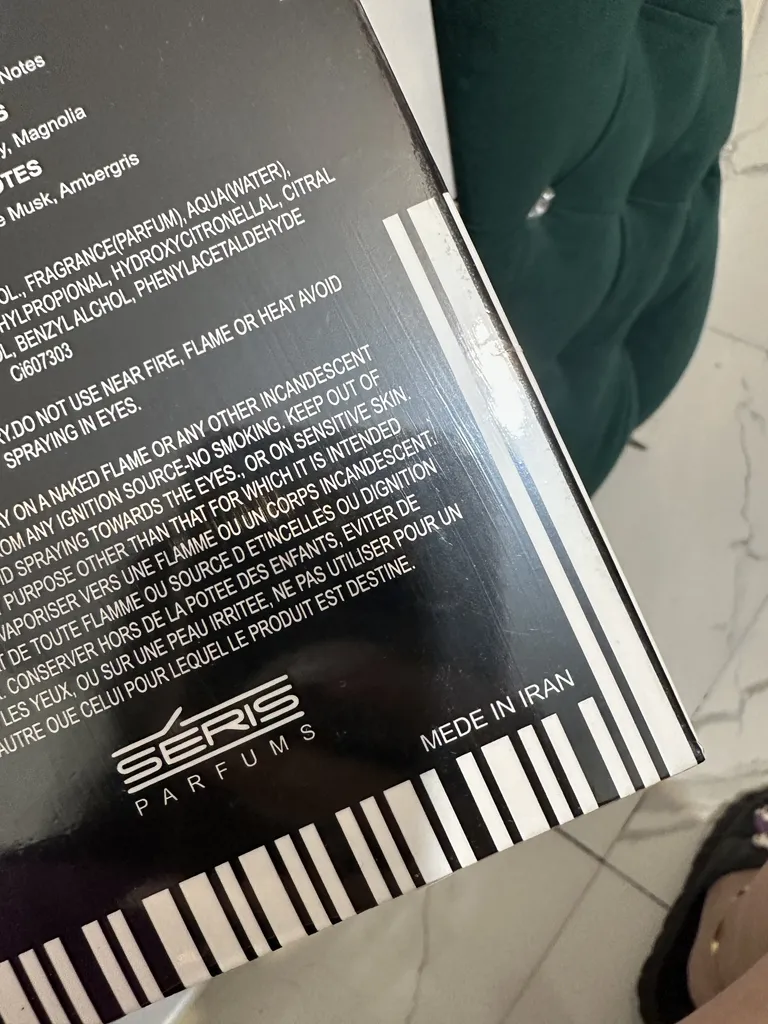 Notes
S
y, Magnolia
OTES
e Musk, Ambergris
OL., FRAGRANCE(PARFUM), AQUA(WATER),
HYLPROPIONAL, HYDROXYCITRONELLAL, CITRAL
OL, BENZYL ALCHOL, PHENYLACETALDEHYDE
Ci607303
RY.DO NOT USE NEAR FIRE, FLAME OR HEAT AVOID
SPRAYING IN EYES.
AY ON A NAKED FLAME OR ANY OTHER INCANDESCENT
ROM ANY IGNITION SOURCE-NO SMOKING, KEEP OUT OF
ID SPRAYING TOWARDS THE EYES., OR ON SENSITIVE SKIN.
PURPOSE OTHER THAN THAT FOR WHICH IT IS INTENDED
VAPORISER VERS UNE FLAMME OU UN CORPS INCANDESCENT.
T DE TOUTE FLAMME OU SOURCE D ETINCELLES OU DIGNITION
CONSERVER HORS DE LA POTEE DES ENFANTS, EVITER DE
LES YEUX, OU SUR UNE PEAU IRRITEE, NE PAS UTILISER POUR UN
AUTRE QUE CELUI POUR LEQUEL LE PRODUIT EST DESTINE.
SERIS
PARFUMS
MEDE IN IRAN